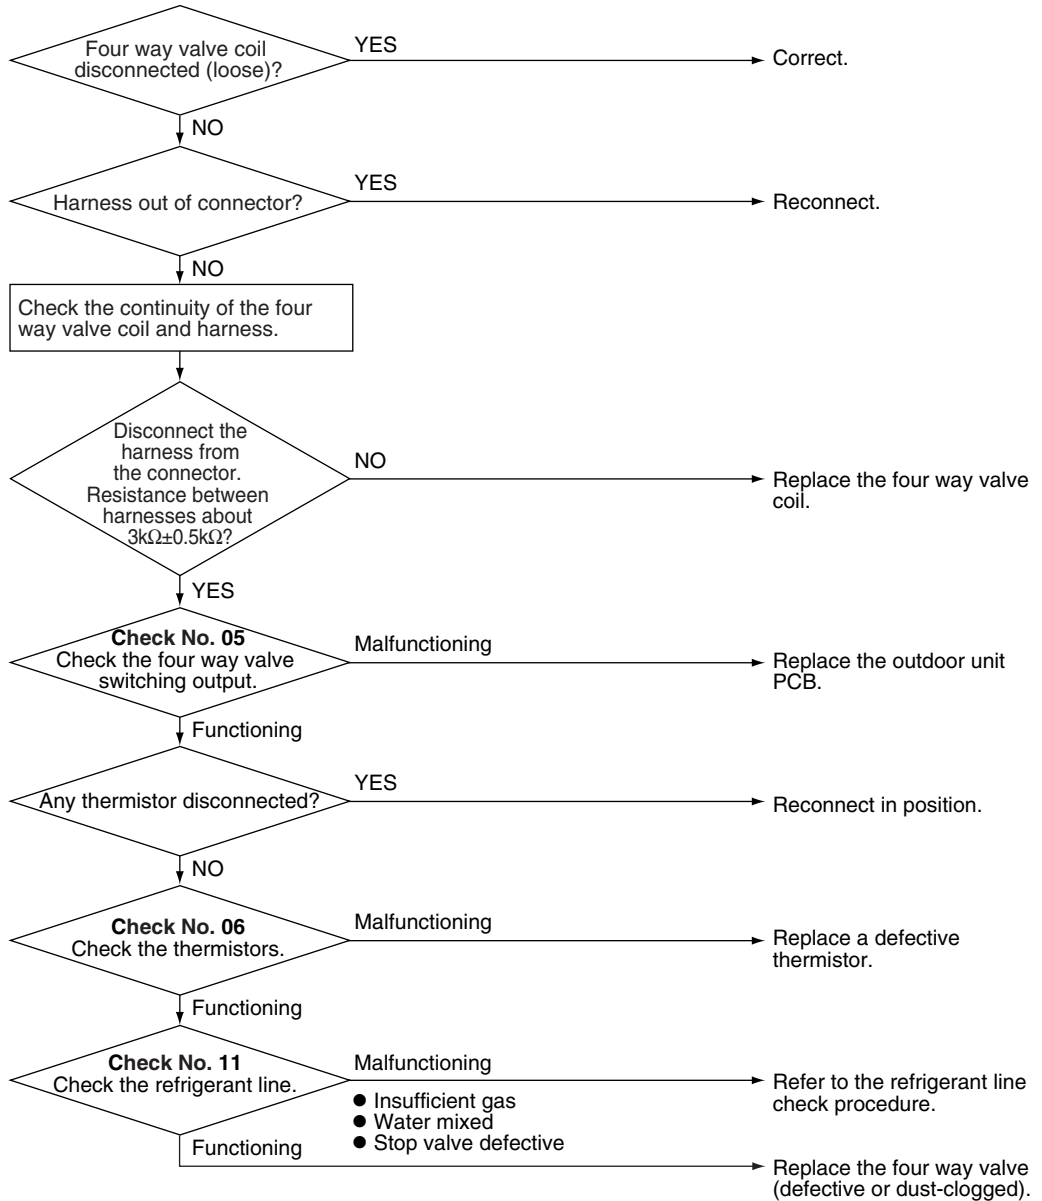 Four way valve coil
disconnected (loose)?
YES
Correct.
NO
Harness out of connector?
YES
Reconnect.
NO
Check the continuity of the four
way valve coil and harness.
Disconnect the
harness from
the connector.
Resistance between
harnesses about
3kΩ±0.5kΩ?
NO
Replace the four way valve
coil.
YES
Check No. 05
Check the four way valve
switching output.
Malfunctioning
Replace the outdoor unit
PCB.
Functioning
Any thermistor disconnected?
YES
Reconnect in position.
NO
Check No. 06
Check the thermistors.
Malfunctioning
Replace a defective
thermistor.
Functioning
Check No. 11
Check the refrigerant line.
Malfunctioning
● Insufficient gas
● Water mixed
● Stop valve defective
Refer to the refrigerant line
check procedure.
Functioning
Replace the four way valve
(defective or dust-clogged).